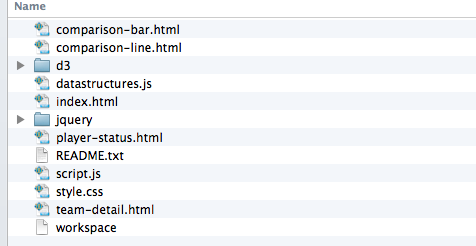 Name
comparison-bar.html
comparison-line.html
d3
datastructures.js
index.html
jquery
player-status.html
README.txt
script.js
style.css
team-detail.html
workspace